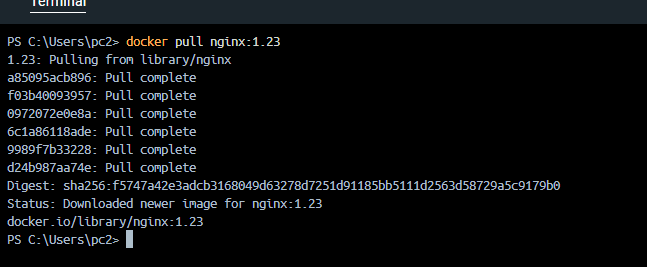 Terminal
PS C:\Users\pc2> docker pull nginx:1.23
1.23: Pulling from library/nginx
a85095acb896: Pull complete
f03b40093957: Pull complete
0972072e0e8a: Pull complete
6c1a86118ade: Pull complete
9989f7b33228: Pull complete
d24b987aa74e: Pull complete
Digest: sha256:f5747a42e3adcb3168049d63278d7251d91185bb5111d2563d58729a5c9179b0
Status: Downloaded newer image for nginx:1.23
docker.io/library/nginx:1.23
PS C:\Users\pc2>